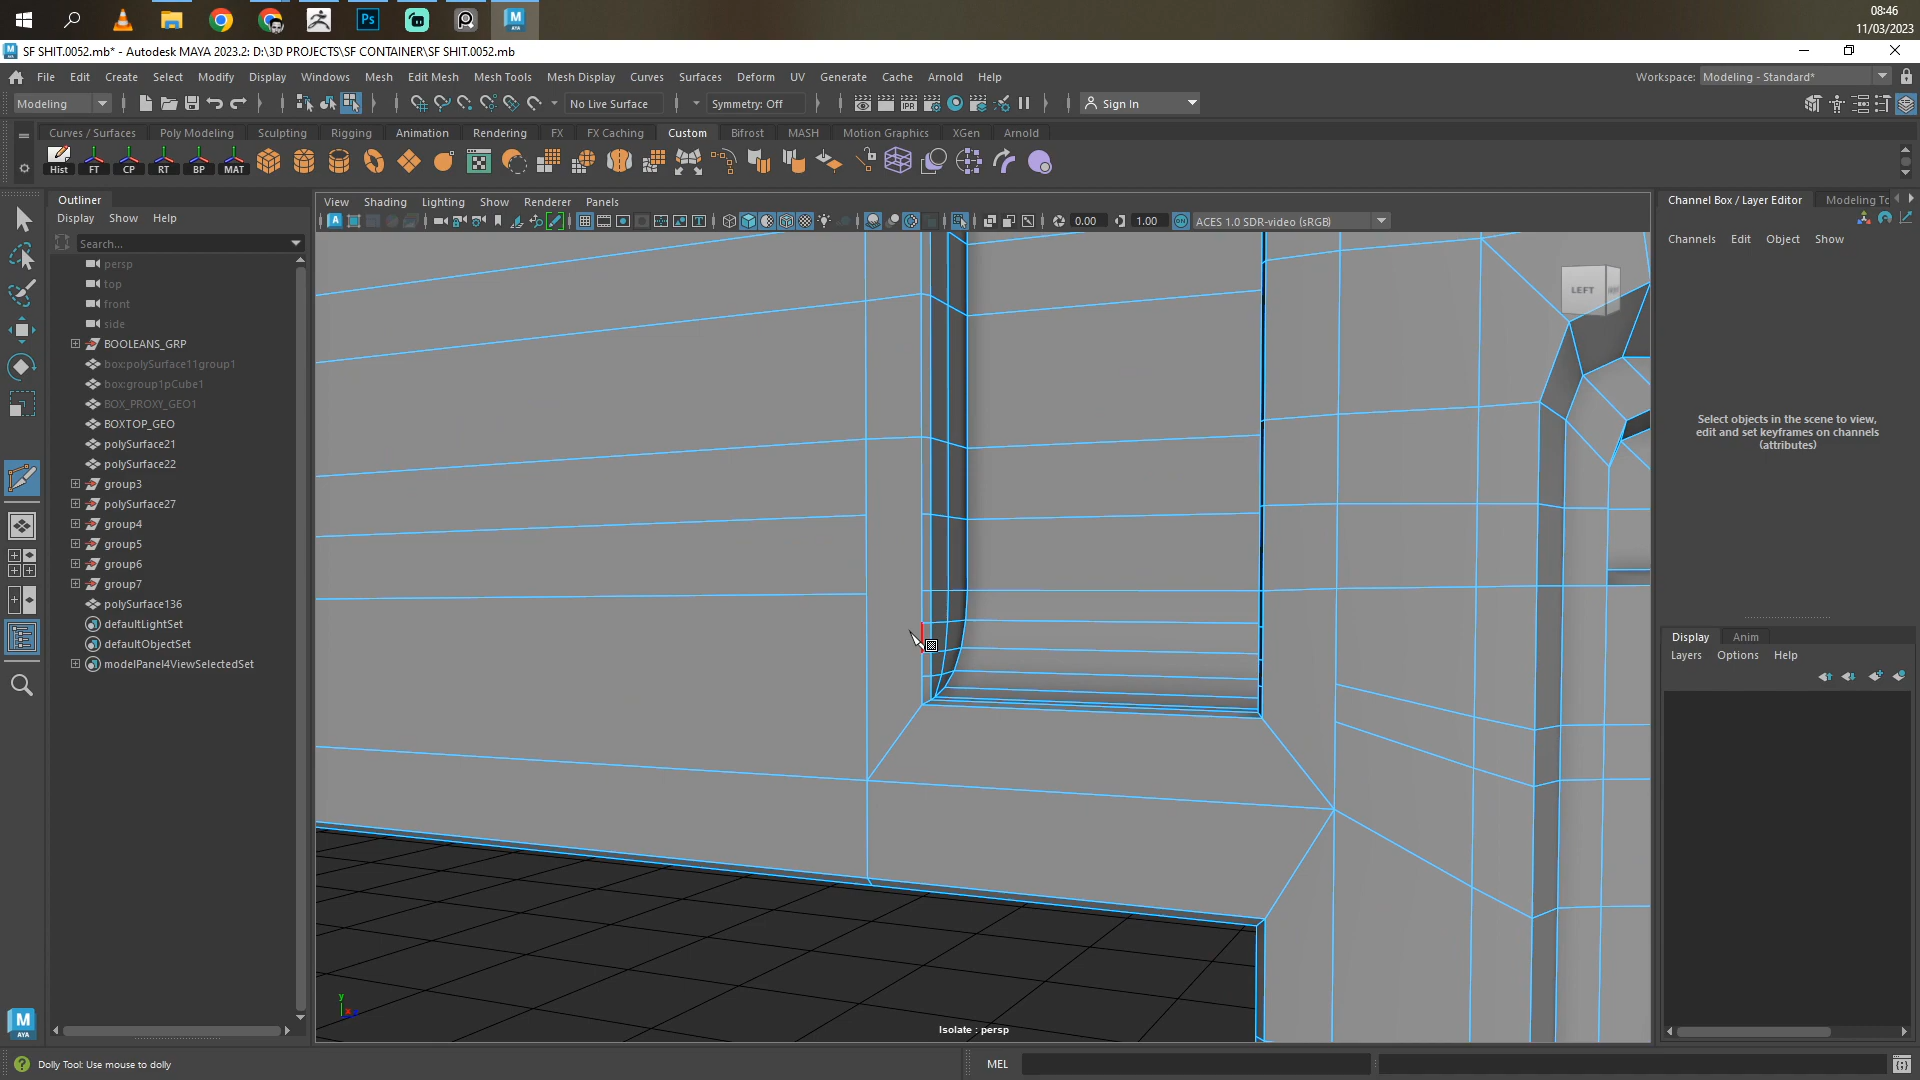 Ps
M
AYA
08:46
11/03/2023
SF SHIT.0052.mb* - Autodesk MAYA 2023.2: D:\3D PROJECTS\SF CONTAINER\SF SHIT.0052.mb
File Edit Create Select Modify Display Windows Mesh Edit Mesh Mesh Tools Mesh Display Curves Surfaces Deform UV Generate Cache Arnold Help
Workspace: Modeling - Standard*
Modeling
No Live Surface
Symmetry: Off
IPR
Sign In
Curves / Surfaces Poly Modeling Sculpting Rigging Animation Rendering FX FX Caching Custom Bifrost MASH Motion Graphics XGen Arnold
Hist FT CP RT BP MAT
Outliner
Display Show Help
Search...
persp
top
front
side
BOOLEANS_GRP
box:polySurface11group1
box:group1pCube1
BOX_PROXY_GEO1
BOXTOP_GEO
polySurface21
polySurface22
group3
polySurface27
group4
group5
group6
group7
polySurface136
defaultLightSet
defaultObjectSet
modelPanel4ViewSelectedSet
View Shading Lighting Show Renderer Panels
0.00
1.00
ON
ACES 1.0 SDR-video (sRGB)
LEFT
y
x
Isolate : persp
Channel Box / Layer Editor
Modeling To
Channels Edit Object Show
Select objects in the scene to view,
edit and set keyframes on channels
(attributes)
Display Anim
Layers Options Help
M
AYA
Dolly Tool: Use mouse to dolly
MEL